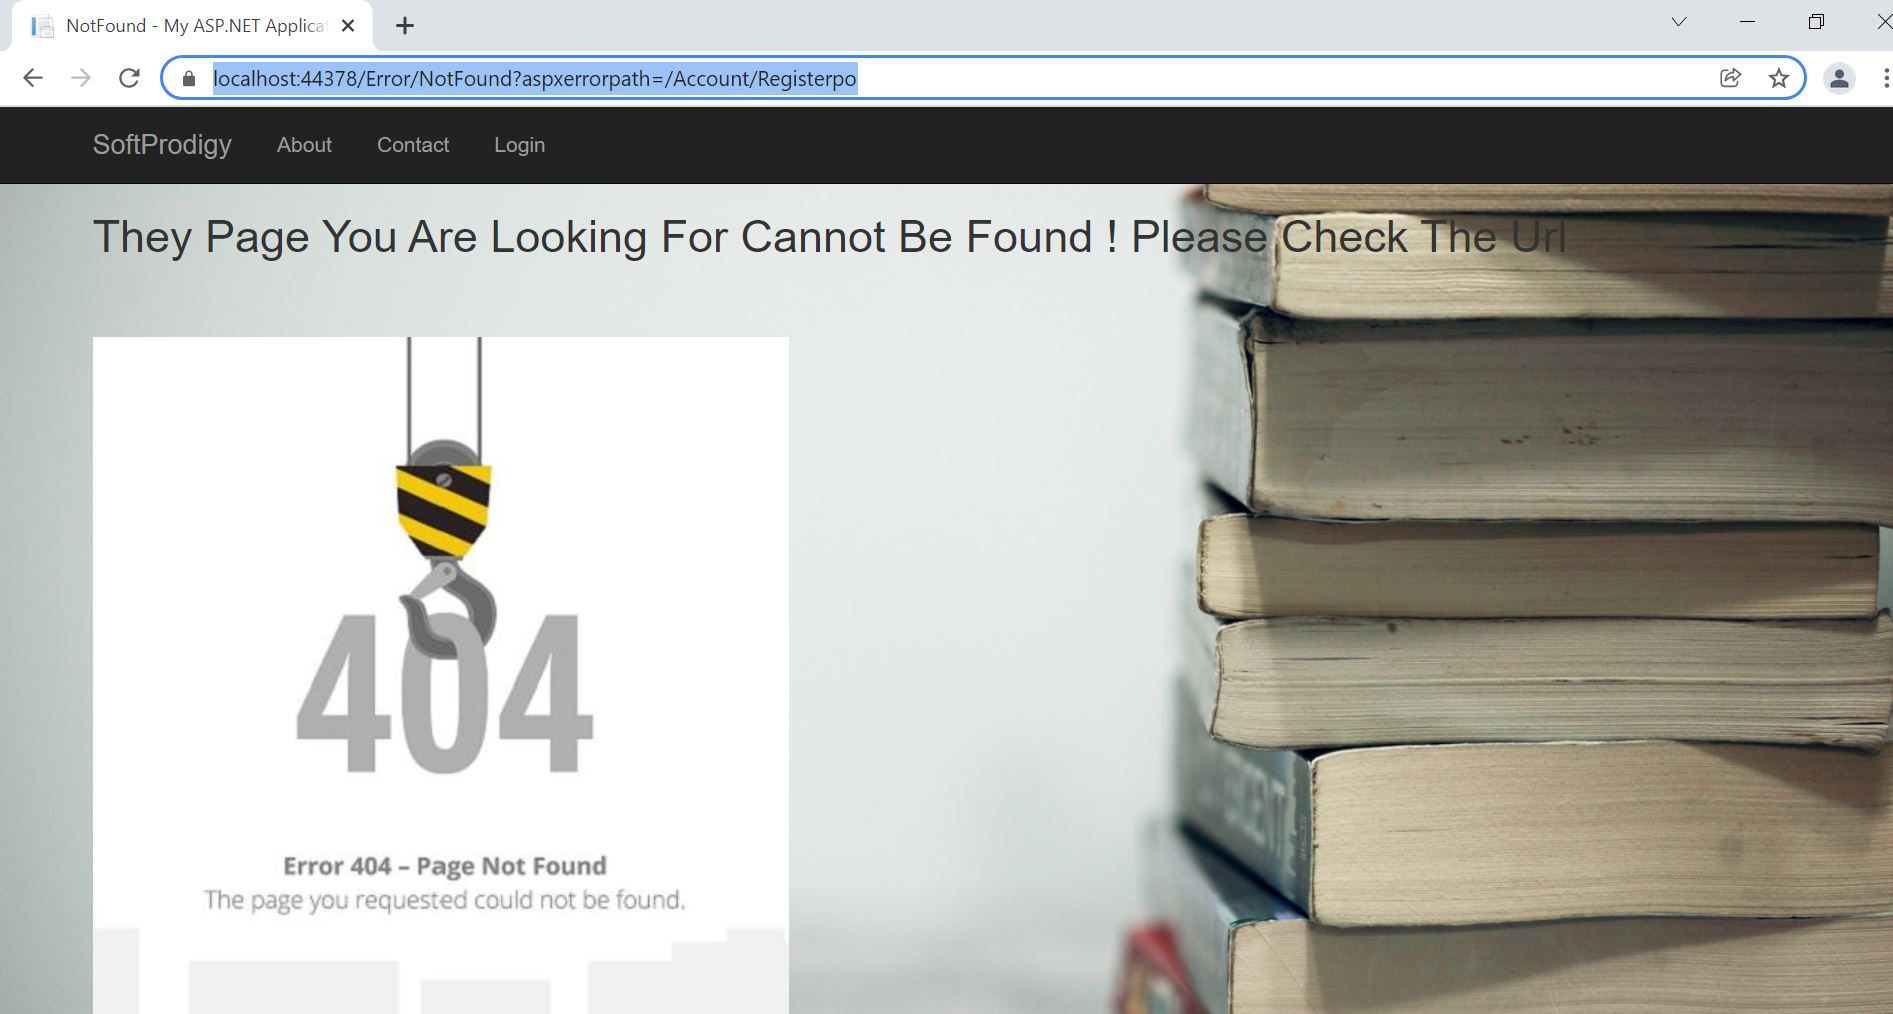 NotFound - My ASP.NET Applica
localhost:44378/Error/NotFound?aspxerrorpath=/Account/Registerpo
SoftProdigy About Contact Login
They Page You Are Looking For Cannot Be Found ! Please Check The Url
404
Error 404 – Page Not Found
The page you requested could not be found.